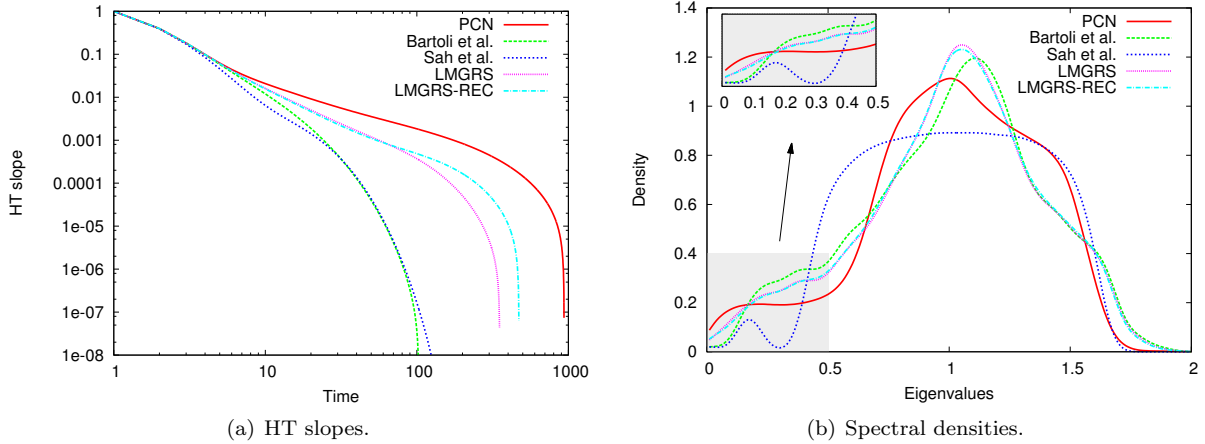 1
0.1
0.01
0.001
0.0001
1e-05
1e-06
1e-07
1e-08
HT slope
1 10 100 1000
Time
PCN
Bartoli et al.
Sah et al.
LMGRS
LMGRS-REC
(a) HT slopes.
1.4
1.2
1
0.8
0.6
0.4
0.2
0
Density
0 0.5 1 1.5 2
Eigenvalues
0 0.1 0.2 0.3 0.4 0.5
PCN
Bartoli et al.
Sah et al.
LMGRS
LMGRS-REC
(b) Spectral densities.